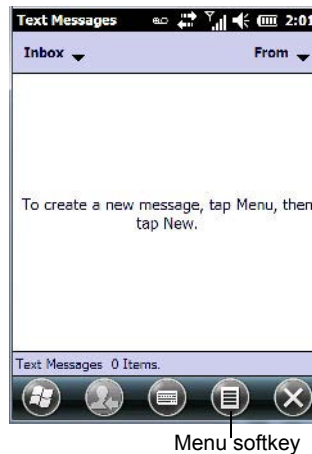 Text Messages 2:01
Inbox From
To create a new message, tap Menu, then
tap New.
Text Messages 0 Items.
Menu softkey